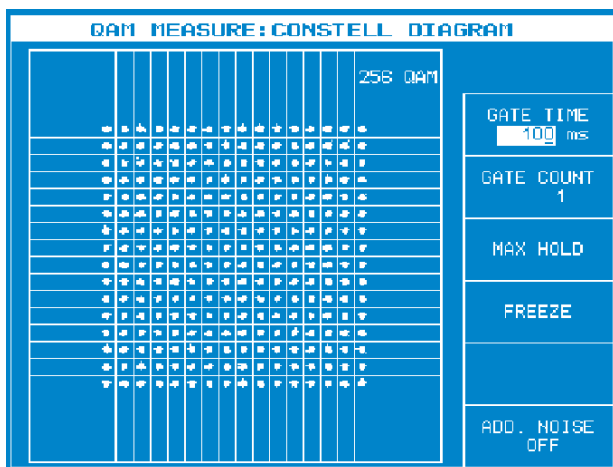 QAM MEASURE:CONSTELL DIAGRAM
256 QAM
GATE TIME
100 ms
GATE COUNT
1
MAX HOLD
FREEZE
ADD. NOISE
OFF